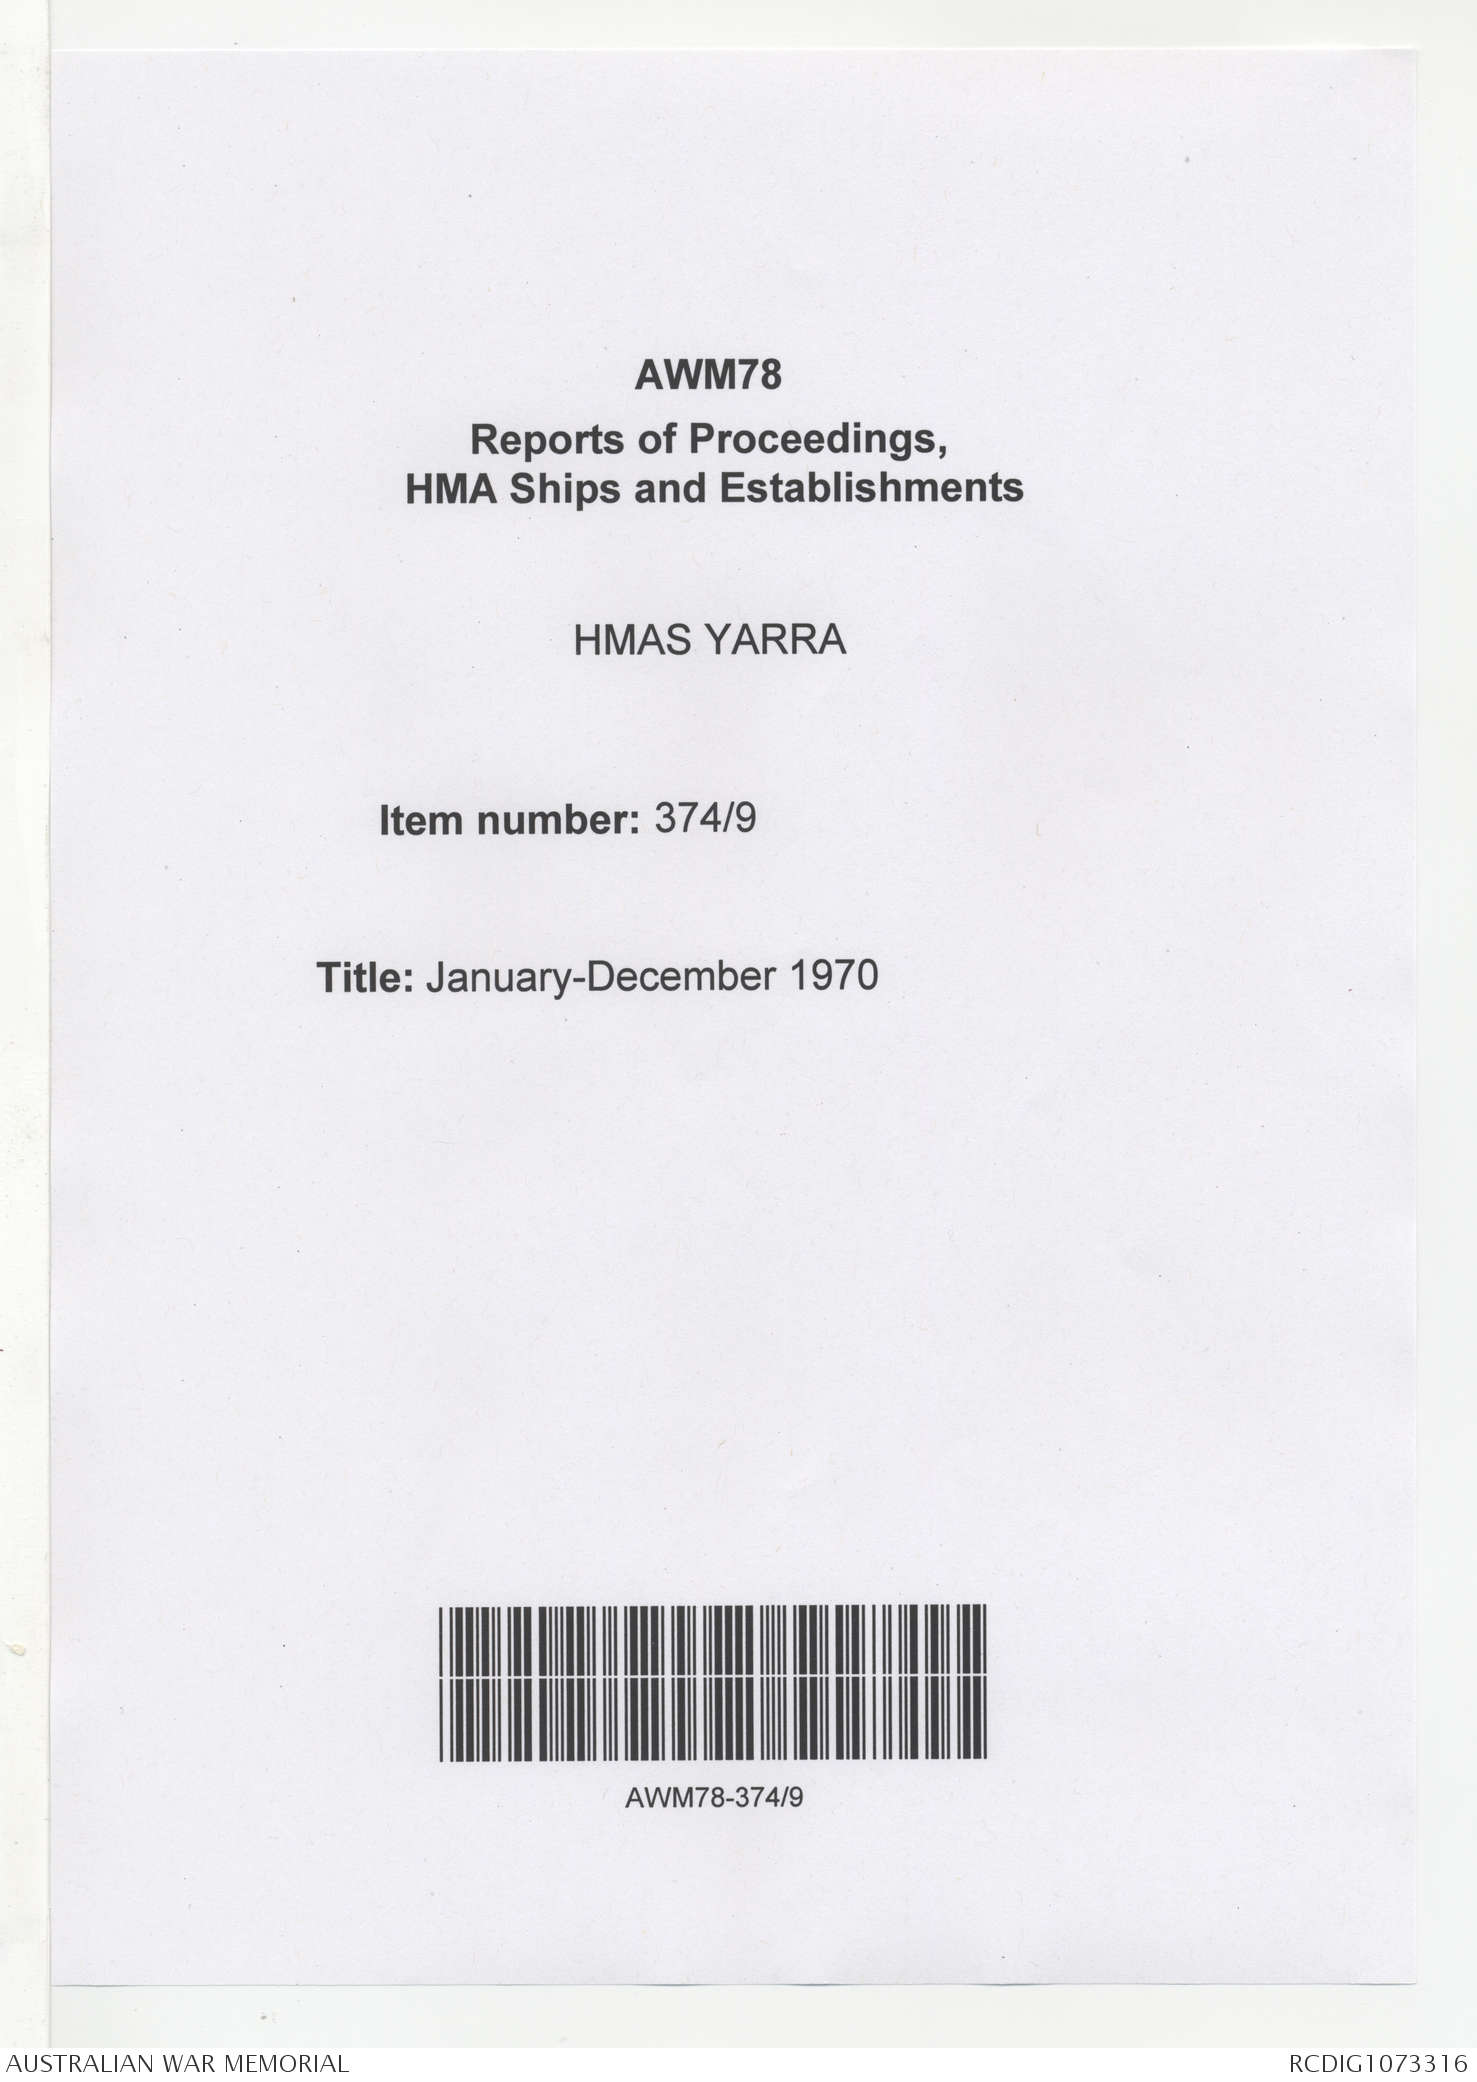 AWM78
Reports of Proceedings,
HMA Ships and Establishments
HMAS YARRA
Item number: 374/9
Title: January-December 1970
AWM78-374/9
AUSTRALIAN WAR MEMORIAL
RCDIG1073316